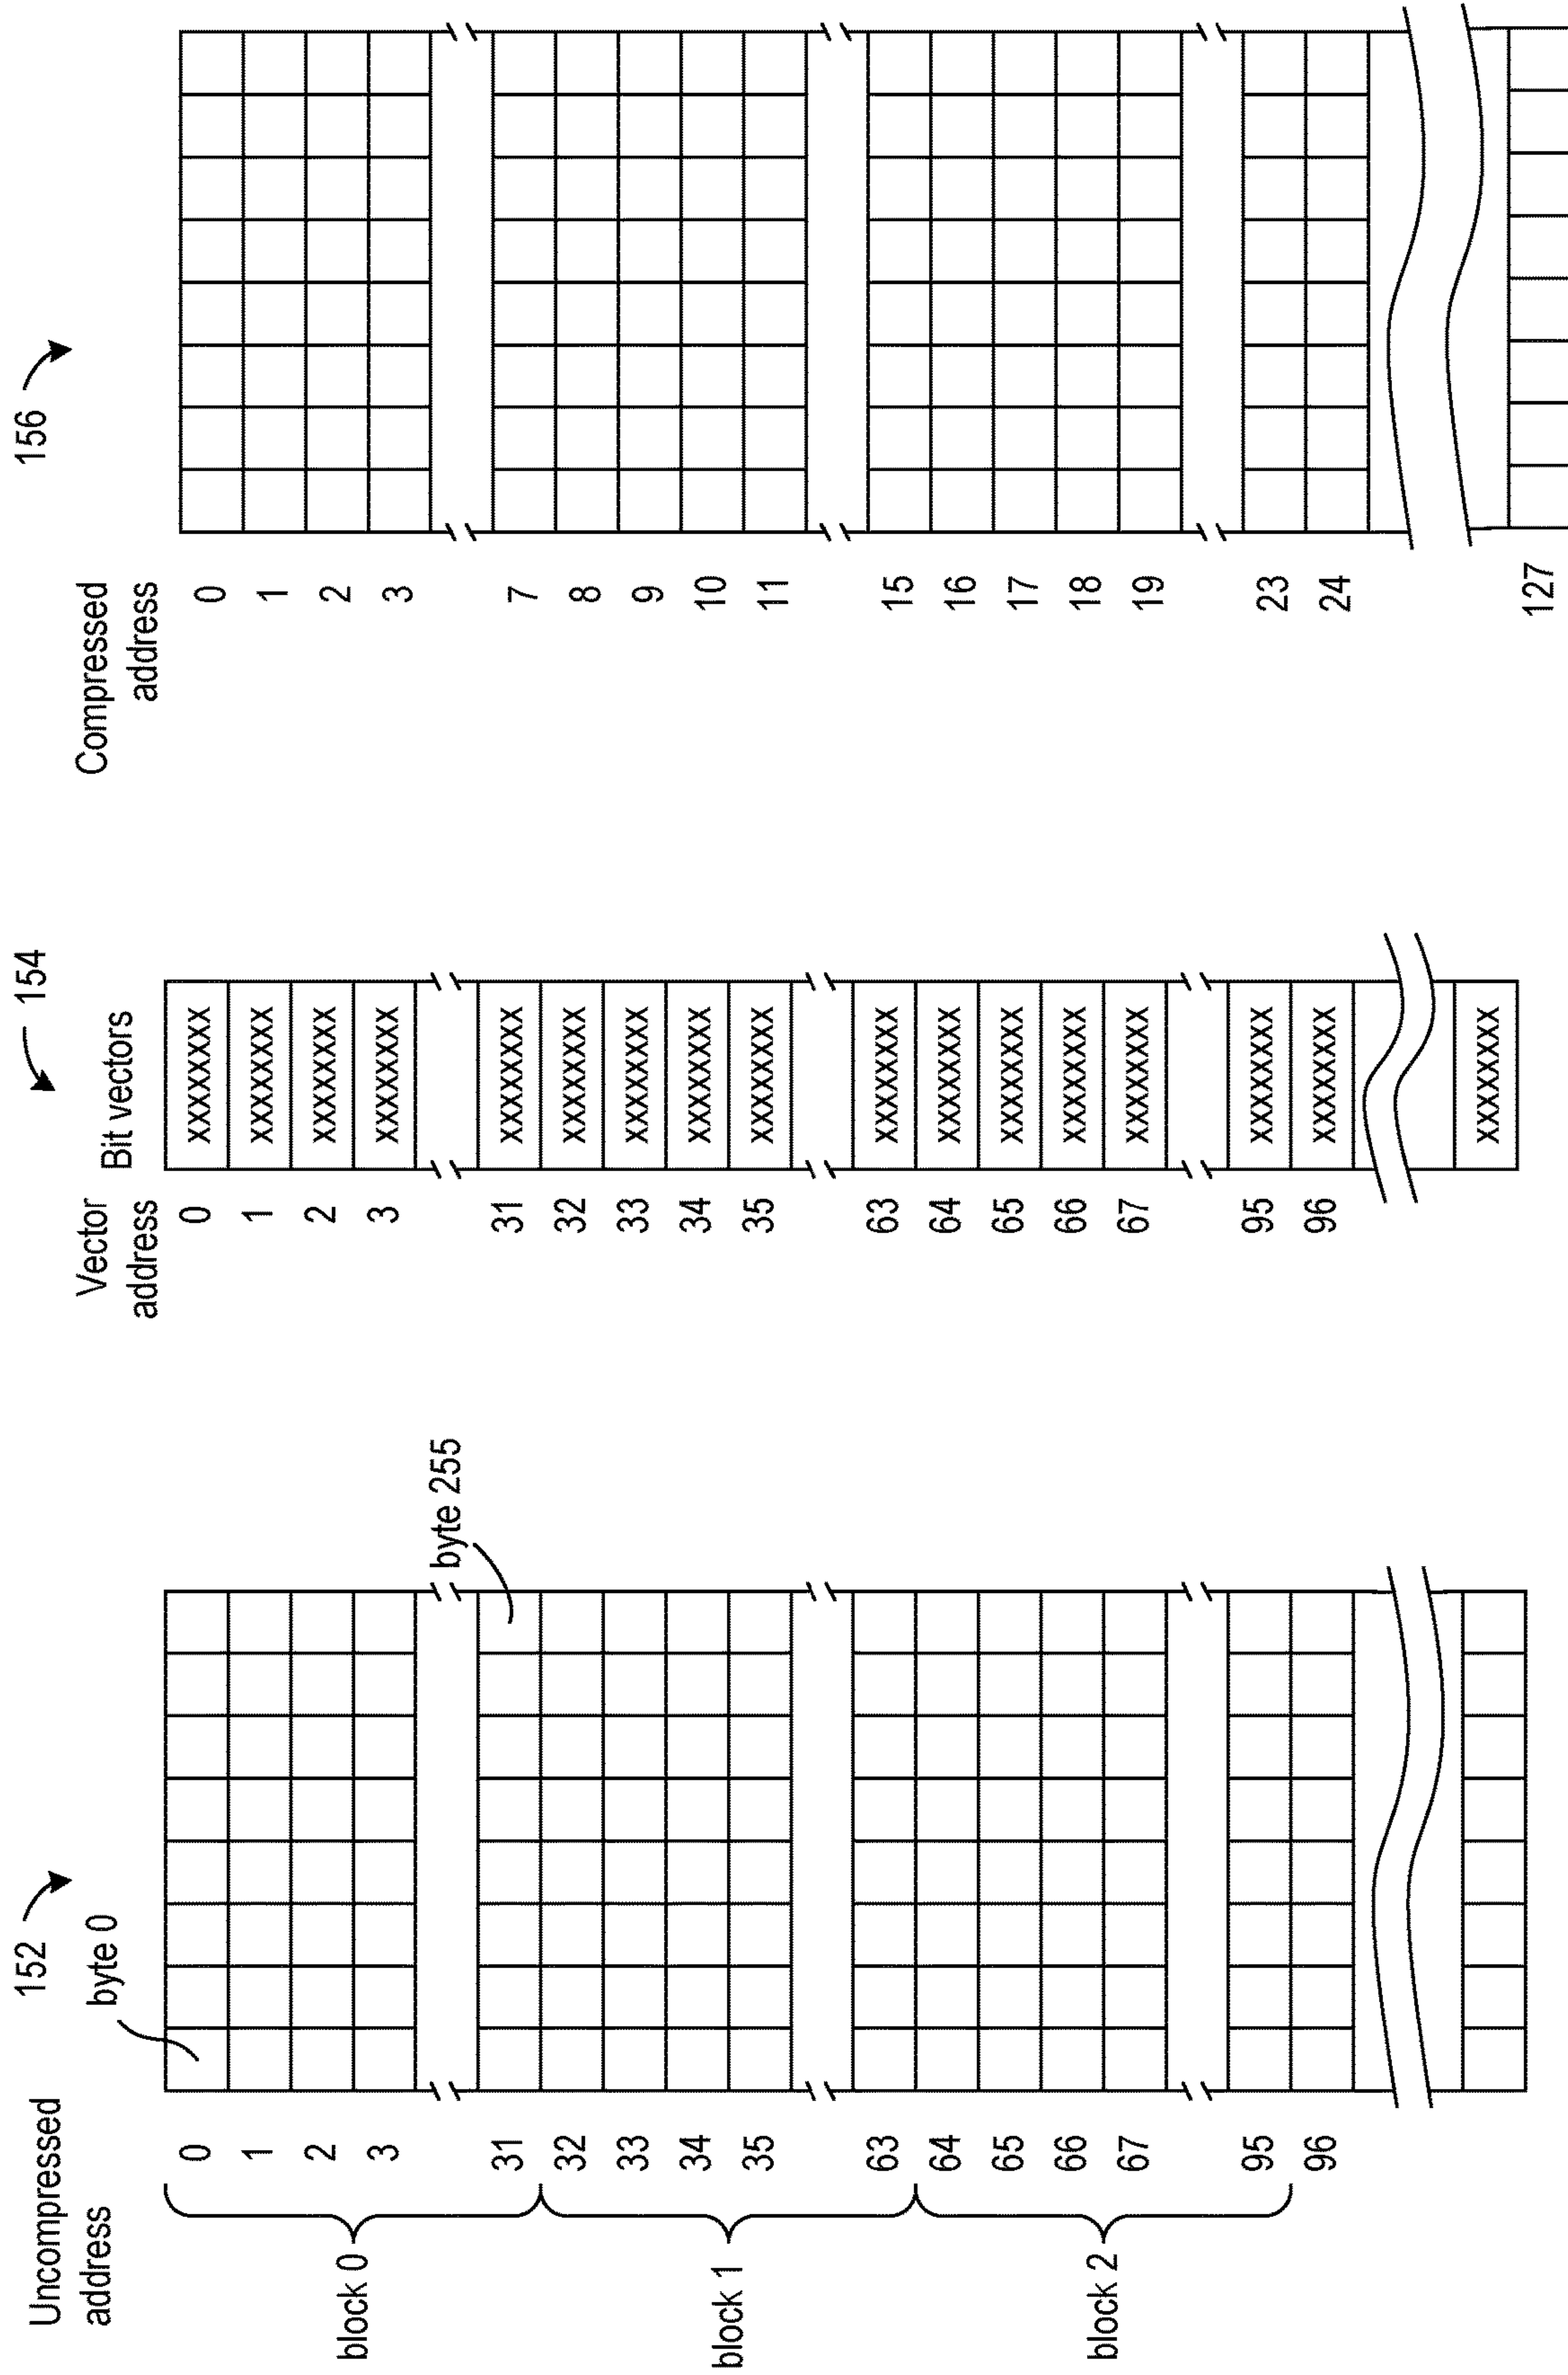 152
Uncompressed
address
byte 0
0
1
2
3
31
32
33
34
35
63
64
65
66
67
95
96
block 0
block 1
block 2
byte 255
154
Vector
address
Bit vectors
0
XXXXXXXX
1
XXXXXXXX
2
XXXXXXXX
3
XXXXXXXX
31
XXXXXXXX
32
XXXXXXXX
33
XXXXXXXX
34
XXXXXXXX
35
XXXXXXXX
63
XXXXXXXX
64
XXXXXXXX
65
XXXXXXXX
66
XXXXXXXX
67
XXXXXXXX
95
XXXXXXXX
96
XXXXXXXX
XXXXXXXX
156
Compressed
address
0
1
2
3
7
8
9
10
11
15
16
17
18
19
23
24
127